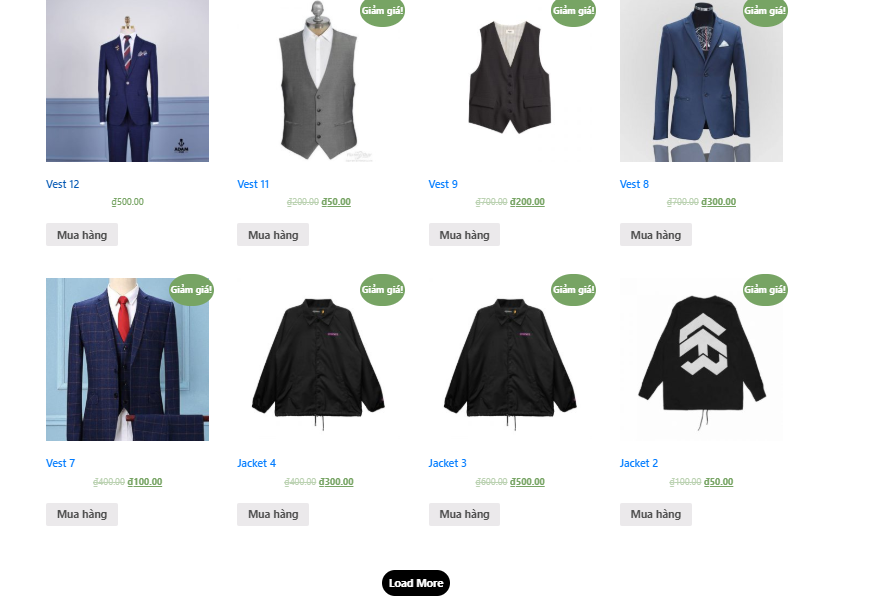 Giảm giá!
Giảm giá!
Giảm giá!
ADAM
Vest 12
Vest 11
Vest 9
Vest 8
₫500.00
₫200.00 ₫50.00
₫700.00 ₫200.00
₫700.00 ₫300.00
Mua hàng
Mua hàng
Mua hàng
Mua hàng
Giảm giá!
Giảm giá!
Giảm giá!
Giảm giá!
Vest 7
Jacket 4
Jacket 3
Jacket 2
₫400.00 ₫100.00
₫400.00 ₫300.00
₫600.00 ₫500.00
₫100.00 ₫50.00
Mua hàng
Mua hàng
Mua hàng
Mua hàng
Load More